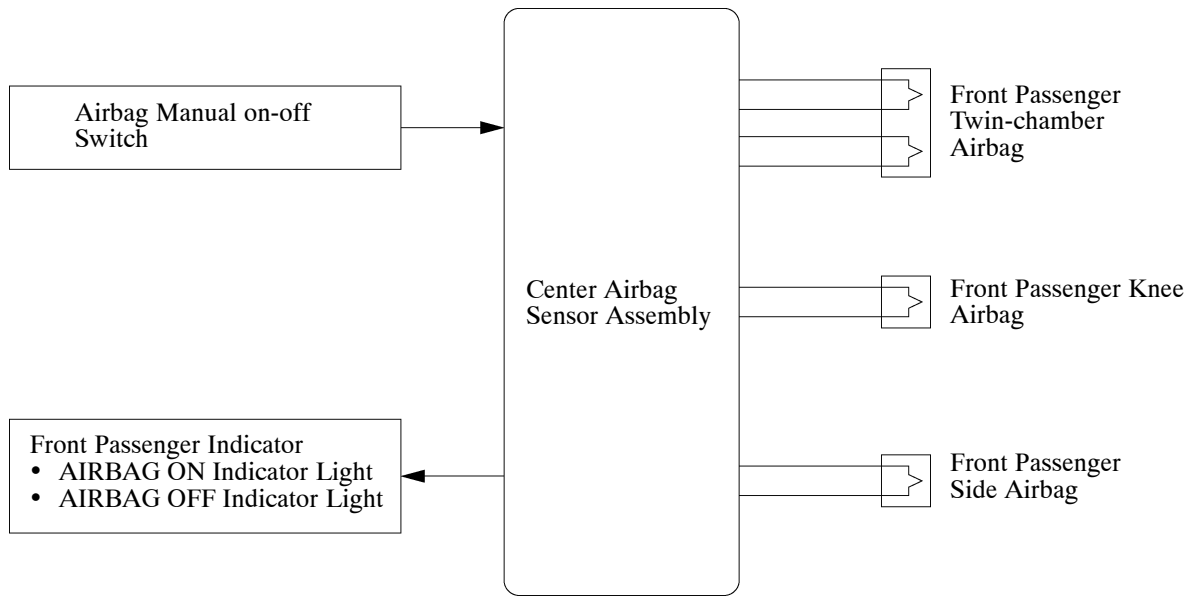 Airbag Manual on-off
Switch
Front Passenger Indicator
• AIRBAG ON Indicator Light
• AIRBAG OFF Indicator Light
Center Airbag
Sensor Assembly
Front Passenger
Twin-chamber
Airbag
Front Passenger Knee
Airbag
Front Passenger
Side Airbag